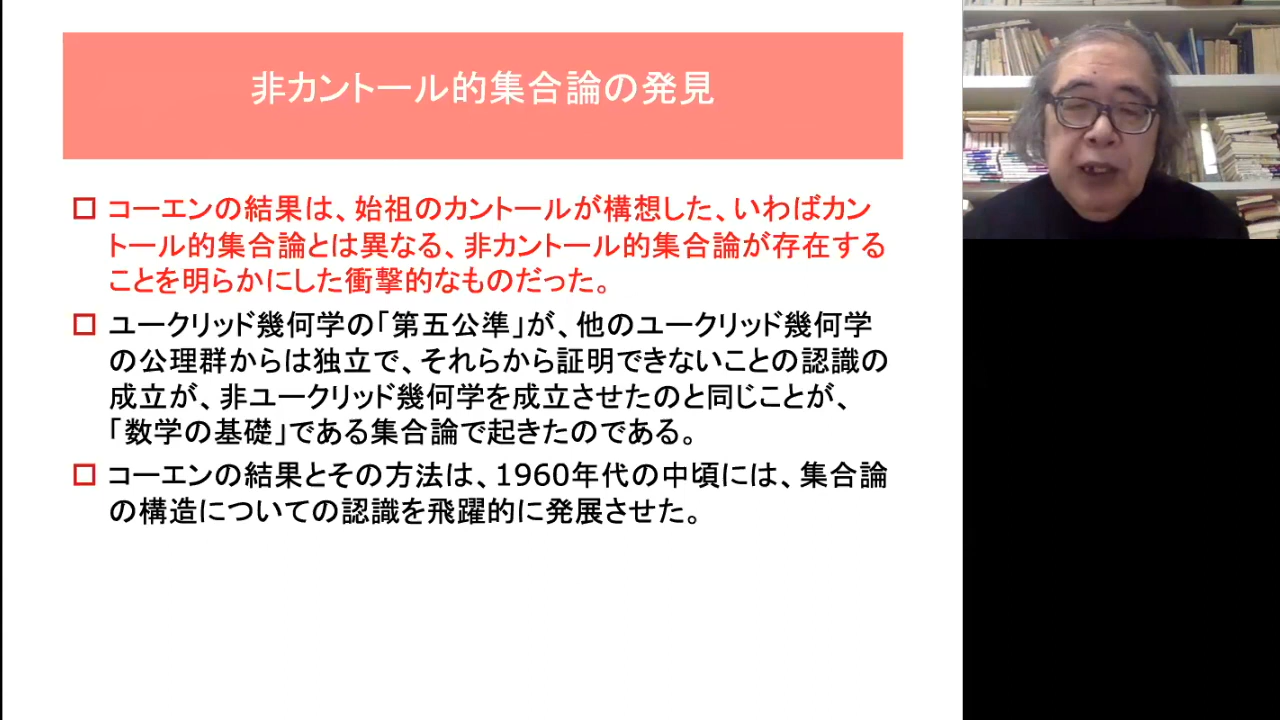 非カントール的集合論の発見
コーエンの結果は、始祖のカントールが構想した、いわばカン
トール的集合論とは異なる、非カントール的集合論が存在する
ことを明らかにした衝撃的なものだった。
ユークリッド幾何学の「第五公準」が、他のユークリッド幾何学
の公理群からは独立で、それらから証明できないことの認識の
成立が、非ユークリッド幾何学を成立させたのと同じことが、
「数学の基礎」である集合論で起きたのである。
コーエンの結果とその方法は、1960年代の中頃には、集合論
の構造についての認識を飛躍的に発展させた。